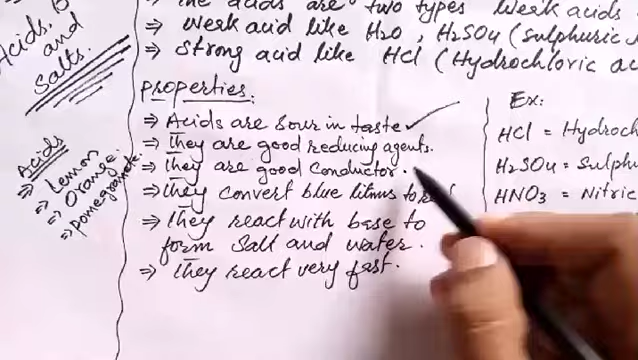 The acids are two types weak acids.
⇒ weak acid like H2O, H2SO4 (sulphuric
⇒ Strong acid like HCl (Hydrochloric ac
Acids, B
and
Salts.
Properties:
⇒ Acids are sour in taste ✓
⇒ They are good reducing agents.
⇒ They are good conductor.
⇒ They convert blue litmus to
⇒ They react with base to
form salt and water.
⇒ They react very fast.
Acids
⇒ Lemon
⇒ Orange
⇒ Pomegranate
Ex:
HCl = Hydroch
H2SO4 = Sulph
HNO3 = Nitric